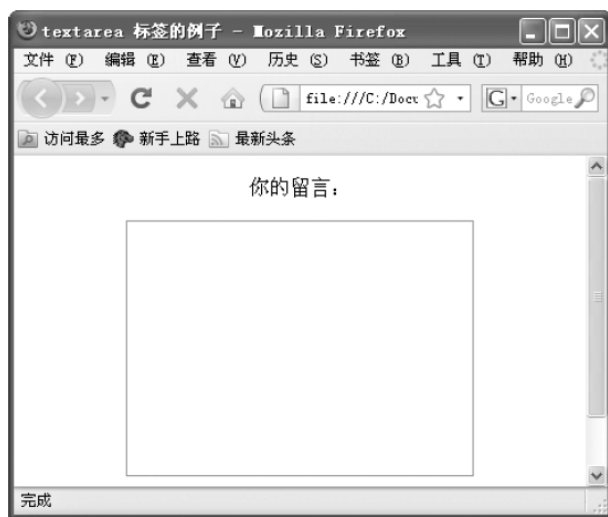 textarea 标签的例子 - Mozilla Firefox
文件 (F) 编辑 (E) 查看 (V) 历史 (S) 书签 (B) 工具 (T) 帮助 (H)
file:///C:/Docu G Google
访问最多 新手上路 最新头条
你的留言：
完成